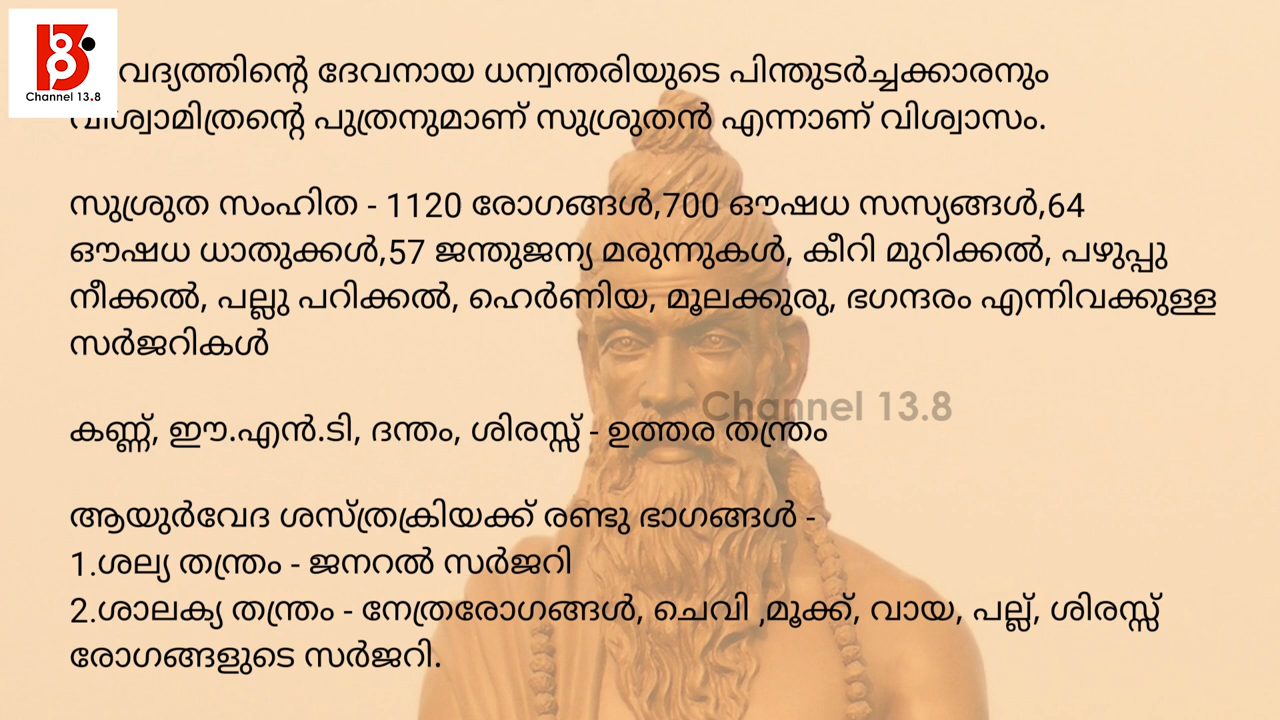 Channel 13.8
വദ്യത്തിന്റെ ദേവനായ ധന്വന്തരിയുടെ പിന്തുടർച്ചക്കാരനും
വിശ്വാമിത്രന്റെ പുത്രനുമാണ് സുശ്രുതൻ എന്നാണ് വിശ്വാസം.
സുശ്രുത സംഹിത - 1120 രോഗങ്ങൾ,700 ഔഷധ സസ്യങ്ങൾ,64
ഔഷധ ധാതുക്കൾ,57 ജന്തുജന്യ മരുന്നുകൾ, കീറി മുറിക്കൽ, പഴുപ്പു
നീക്കൽ, പല്ലു പറിക്കൽ, ഹെർണിയ, മൂലക്കുരു, ഭഗന്ദരം എന്നിവക്കുള്ള
സർജറികൾ
Channel 13.8
കണ്ണ്, ഈ.എൻ.ടി, ദന്തം, ശിരസ്സ് - ഉത്തര തന്ത്രം
ആയുർവേദ ശസ്ത്രക്രിയക്ക് രണ്ടു ഭാഗങ്ങൾ -
1.ശല്യ തന്ത്രം - ജനറൽ സർജറി
2.ശാലക്യ തന്ത്രം - നേത്രരോഗങ്ങൾ, ചെവി ,മൂക്ക്, വായ, പല്ല്, ശിരസ്സ്
രോഗങ്ങളുടെ സർജറി.